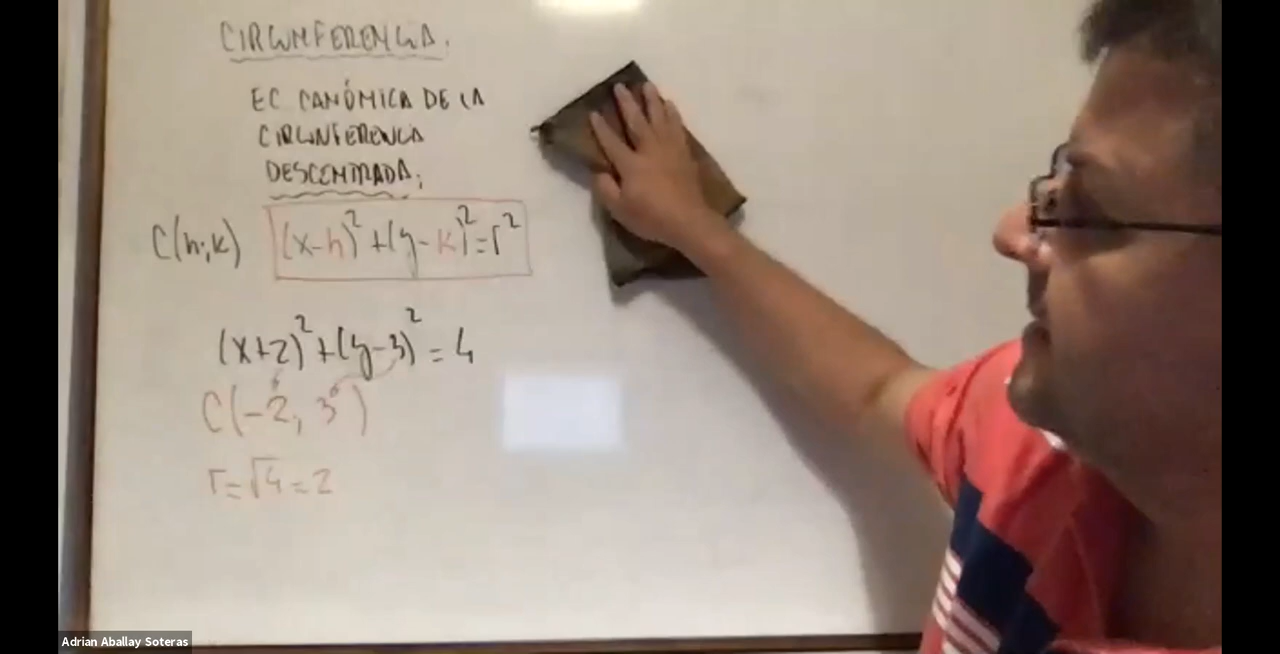 CIRCUNFERENCIA.
EC CANÓNICA DE LA
CIRCUNFERENCIA
DESCENTRADA;
C(h;k) (x-h)²+(y-k)²=r²
(x+2)²+(y-3)²=4
C(-2, 3)
r=√4=2
Adrian Aballay Soteras